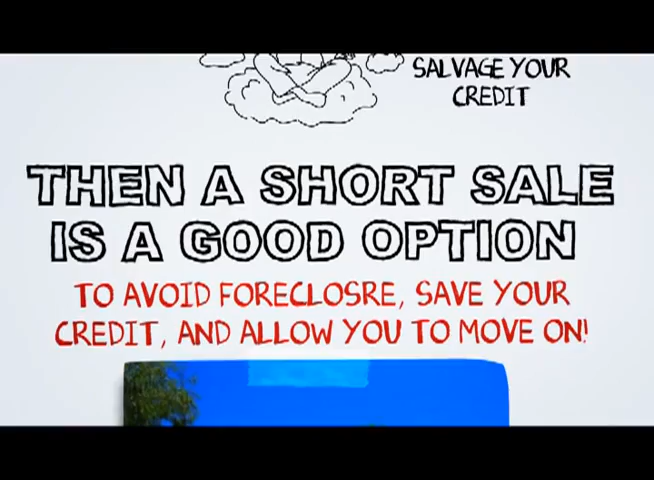 SALVAGE YOUR
CREDIT
THEN A SHORT SALE
IS A GOOD OPTION
TO AVOID FORECLOSRE, SAVE YOUR
CREDIT, AND ALLOW YOU TO MOVE ON!